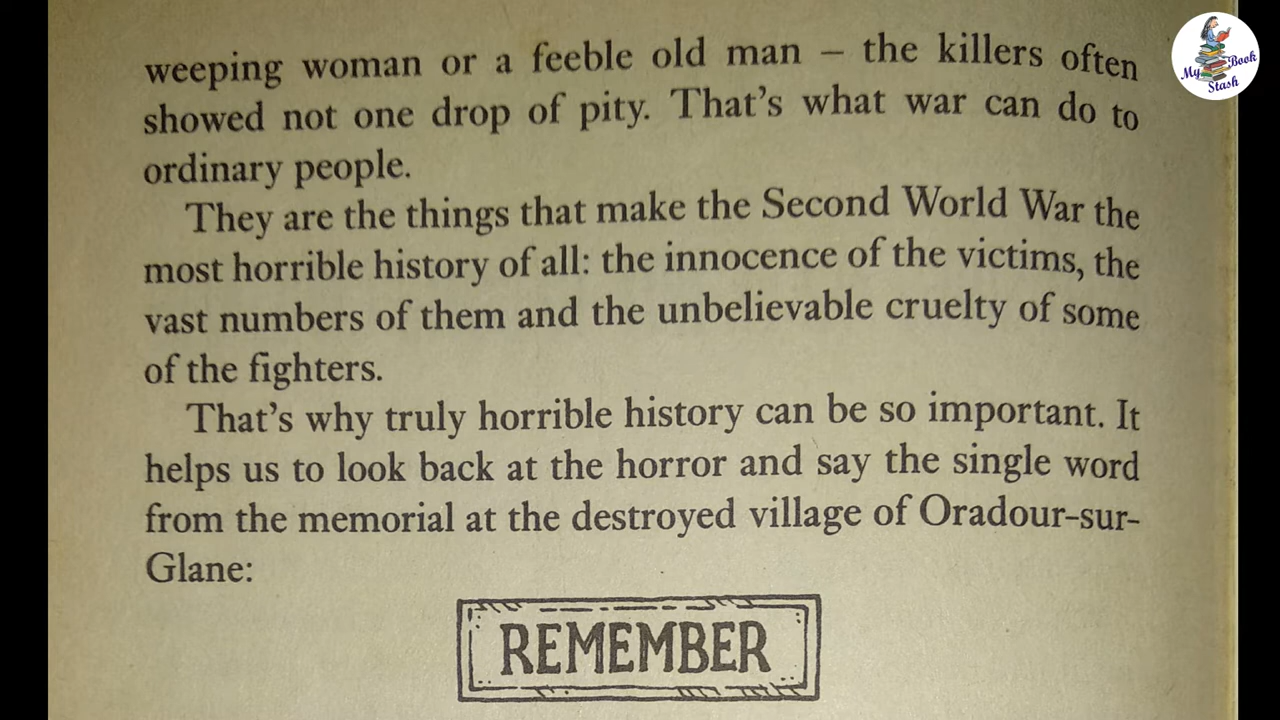 weeping woman or a feeble old man – the killers often
showed not one drop of pity. That's what war can do to
ordinary people.
They are the things that make the Second World War the
most horrible history of all: the innocence of the victims, the
vast numbers of them and the unbelievable cruelty of some
of the fighters.
That's why truly horrible history can be so important. It
helps us to look back at the horror and say the single word
from the memorial at the destroyed village of Oradour-sur-
Glane:
REMEMBER
My Book
Stash